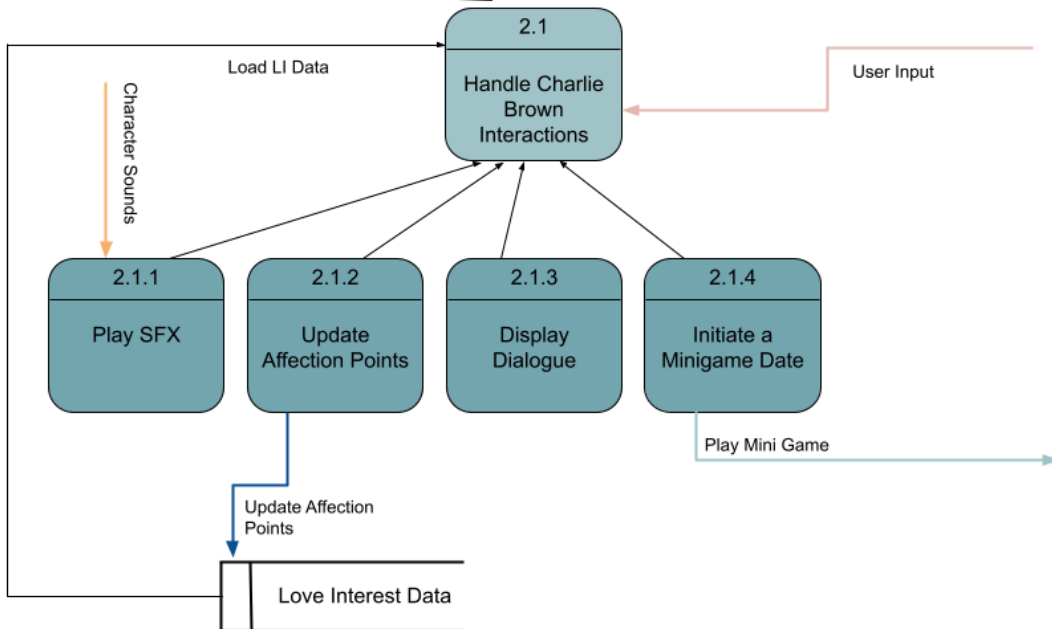 2.1
Handle Charlie
Brown
Interactions
Load LI Data
User Input
Character Sounds
2.1.1
Play SFX
2.1.2
Update
Affection Points
2.1.3
Display
Dialogue
2.1.4
Initiate a
Minigame Date
Play Mini Game
Update Affection
Points
Love Interest Data